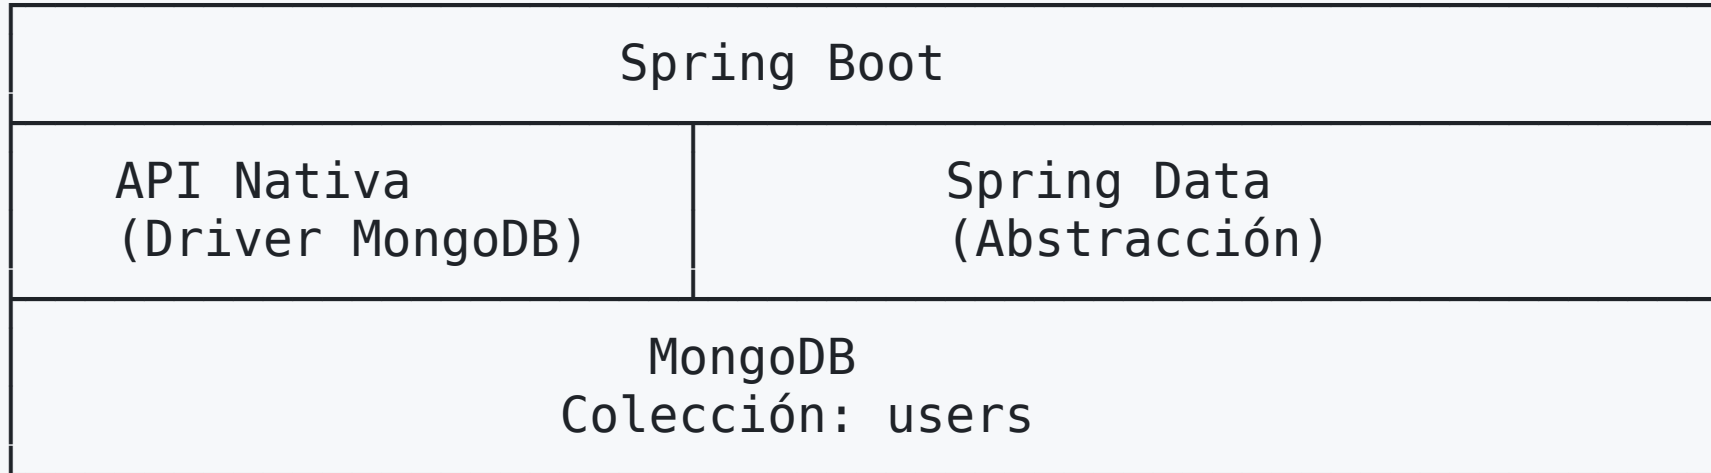 Spring Boot
API Nativa
(Driver MongoDB)
Spring Data
(Abstracción)
MongoDB
Colección: users